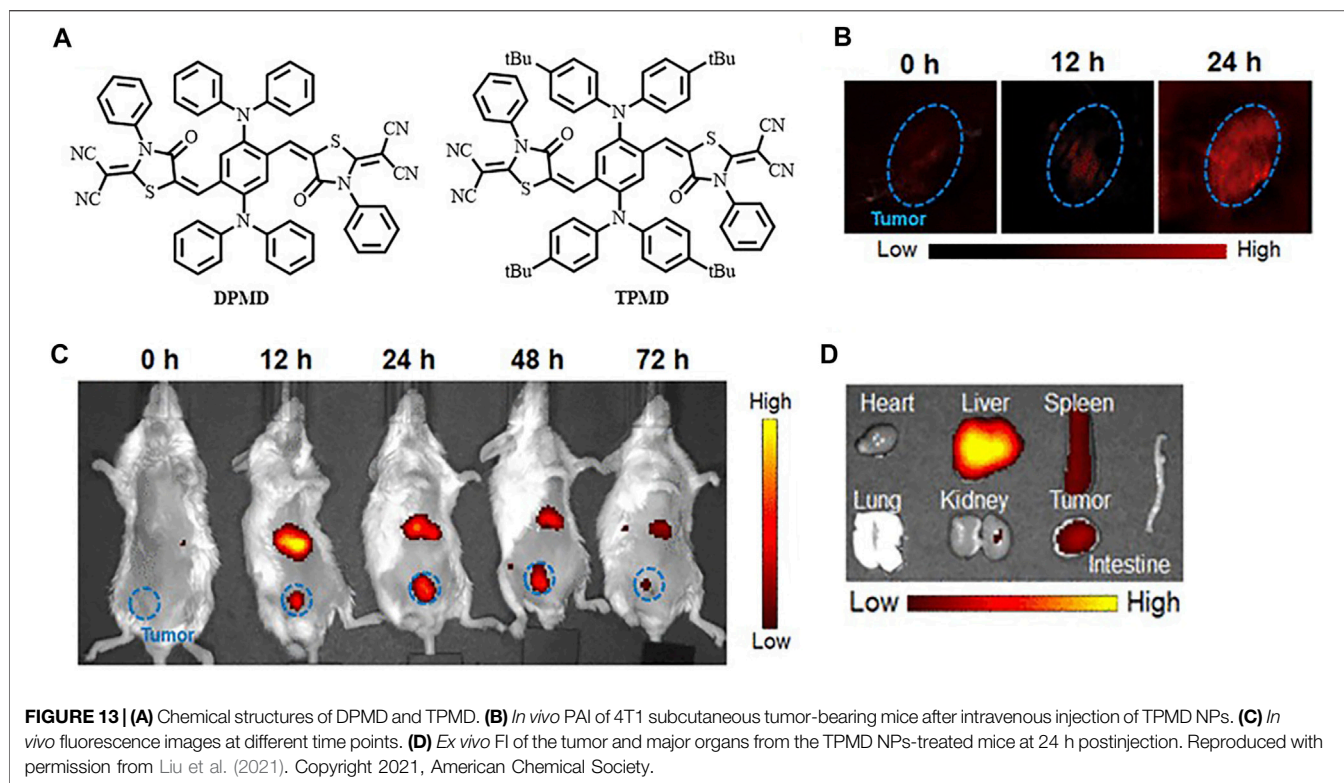 A
tBu
tBu
O
N
S
CN
CN
NC
NC
N
S
O
N
N
DPMD
O
N
S
CN
CN
NC
NC
N
S
O
N
N
tBu
tBu
TPMD
B
0 h 12 h 24 h
Tumor
Low High
C
0 h 12 h 24 h 48 h 72 h
Tumor
High
Low
D
Heart Liver Spleen
Lung Kidney Tumor
Intestine
Low High
FIGURE 13 | (A) Chemical structures of DPMD and TPMD. (B) In vivo PAI of 4T1 subcutaneous tumor-bearing mice after intravenous injection of TPMD NPs. (C) In
vivo fluorescence images at different time points. (D) Ex vivo FI of the tumor and major organs from the TPMD NPs-treated mice at 24 h postinjection. Reproduced with
permission from Liu et al. (2021). Copyright 2021, American Chemical Society.